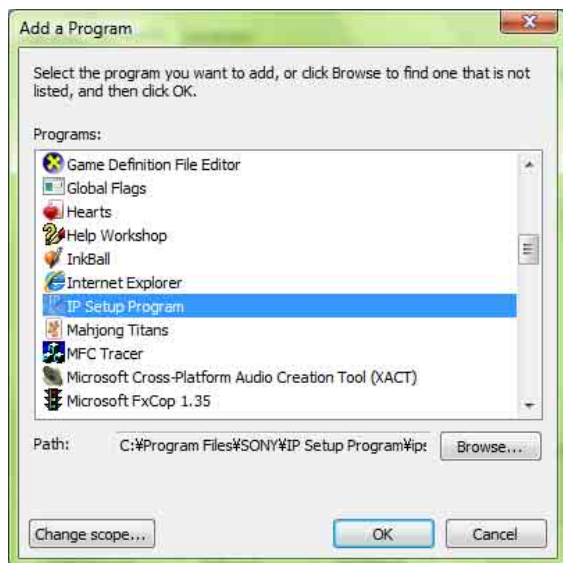 Add a Program
Select the program you want to add, or click Browse to find one that is not
listed, and then click OK.
Programs:
Game Definition File Editor
Global Flags
Hearts
Help Workshop
InkBall
Internet Explorer
IP Setup Program
Mahjong Titans
MFC Tracer
Microsoft Cross-Platform Audio Creation Tool (XACT)
Microsoft FxCop 1.35
Path: C:¥Program Files¥SONY¥IP Setup Program¥ips Browse...
Change scope... OK Cancel